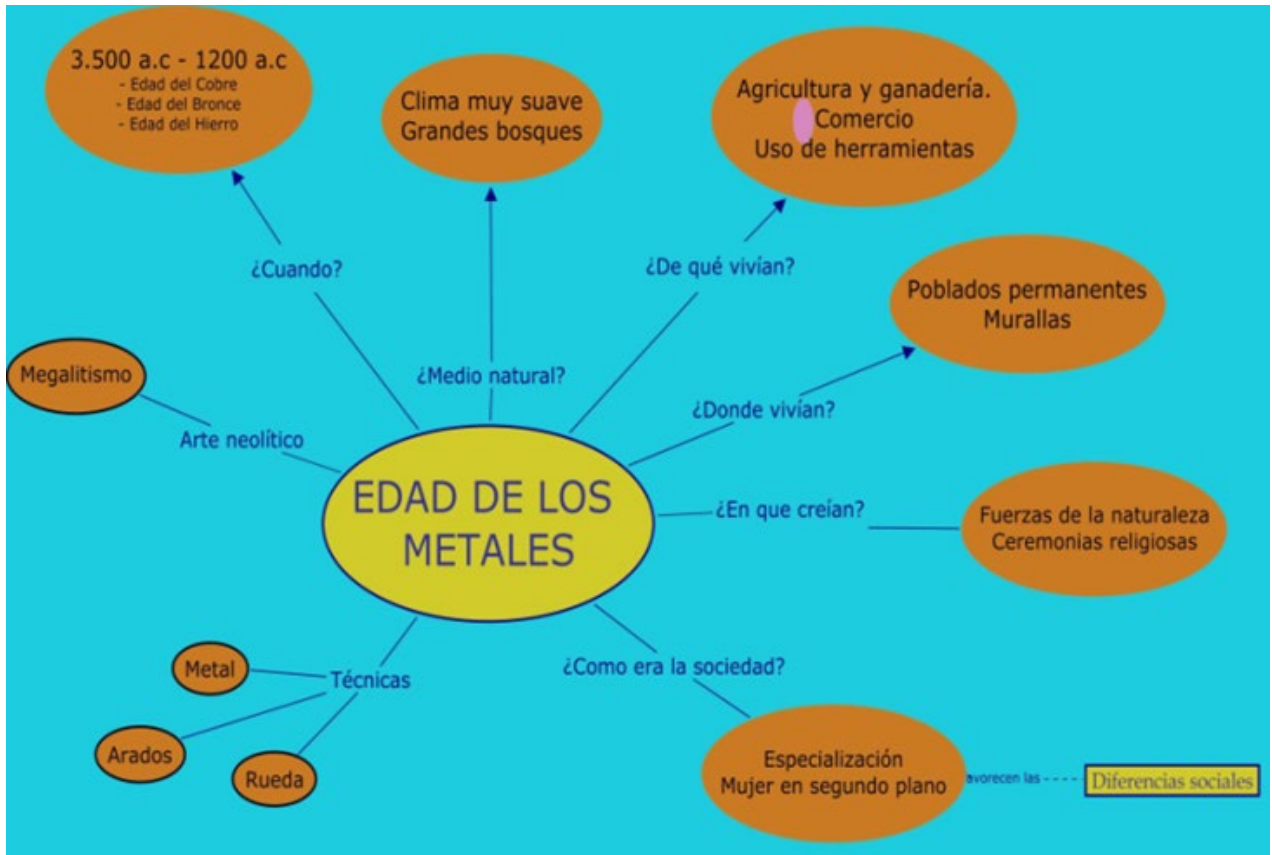 3.500 a.c - 1200 a.c
- Edad del Cobre
- Edad del Bronce
- Edad del Hierro
Clima muy suave
Grandes bosques
Agricultura y ganadería.
Comercio
Uso de herramientas
¿Cuando?
¿Medio natural?
¿De qué vivían?
Poblados permanentes
Murallas
¿Donde vivían?
Megalitismo
Arte neolítico
EDAD DE LOS
METALES
¿En que creían?
Fuerzas de la naturaleza
Ceremonias religiosas
¿Como era la sociedad?
Técnicas
Metal
Arados
Rueda
Especialización
Mujer en segundo plano
avorecen las
Diferencias sociales